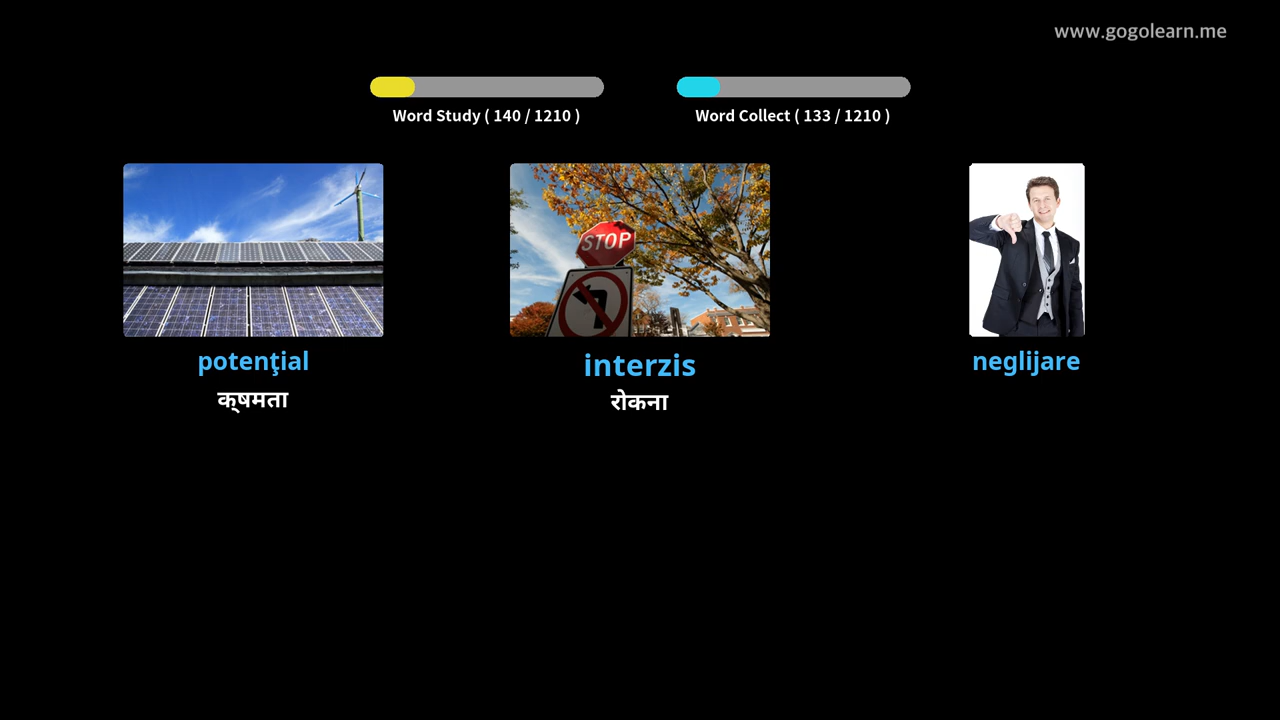 www.gogolearn.me
Word Study ( 140 / 1210 )
Word Collect ( 133 / 1210 )
STOP
potenţial
interzis
neglijare
क्षमता
रोकना